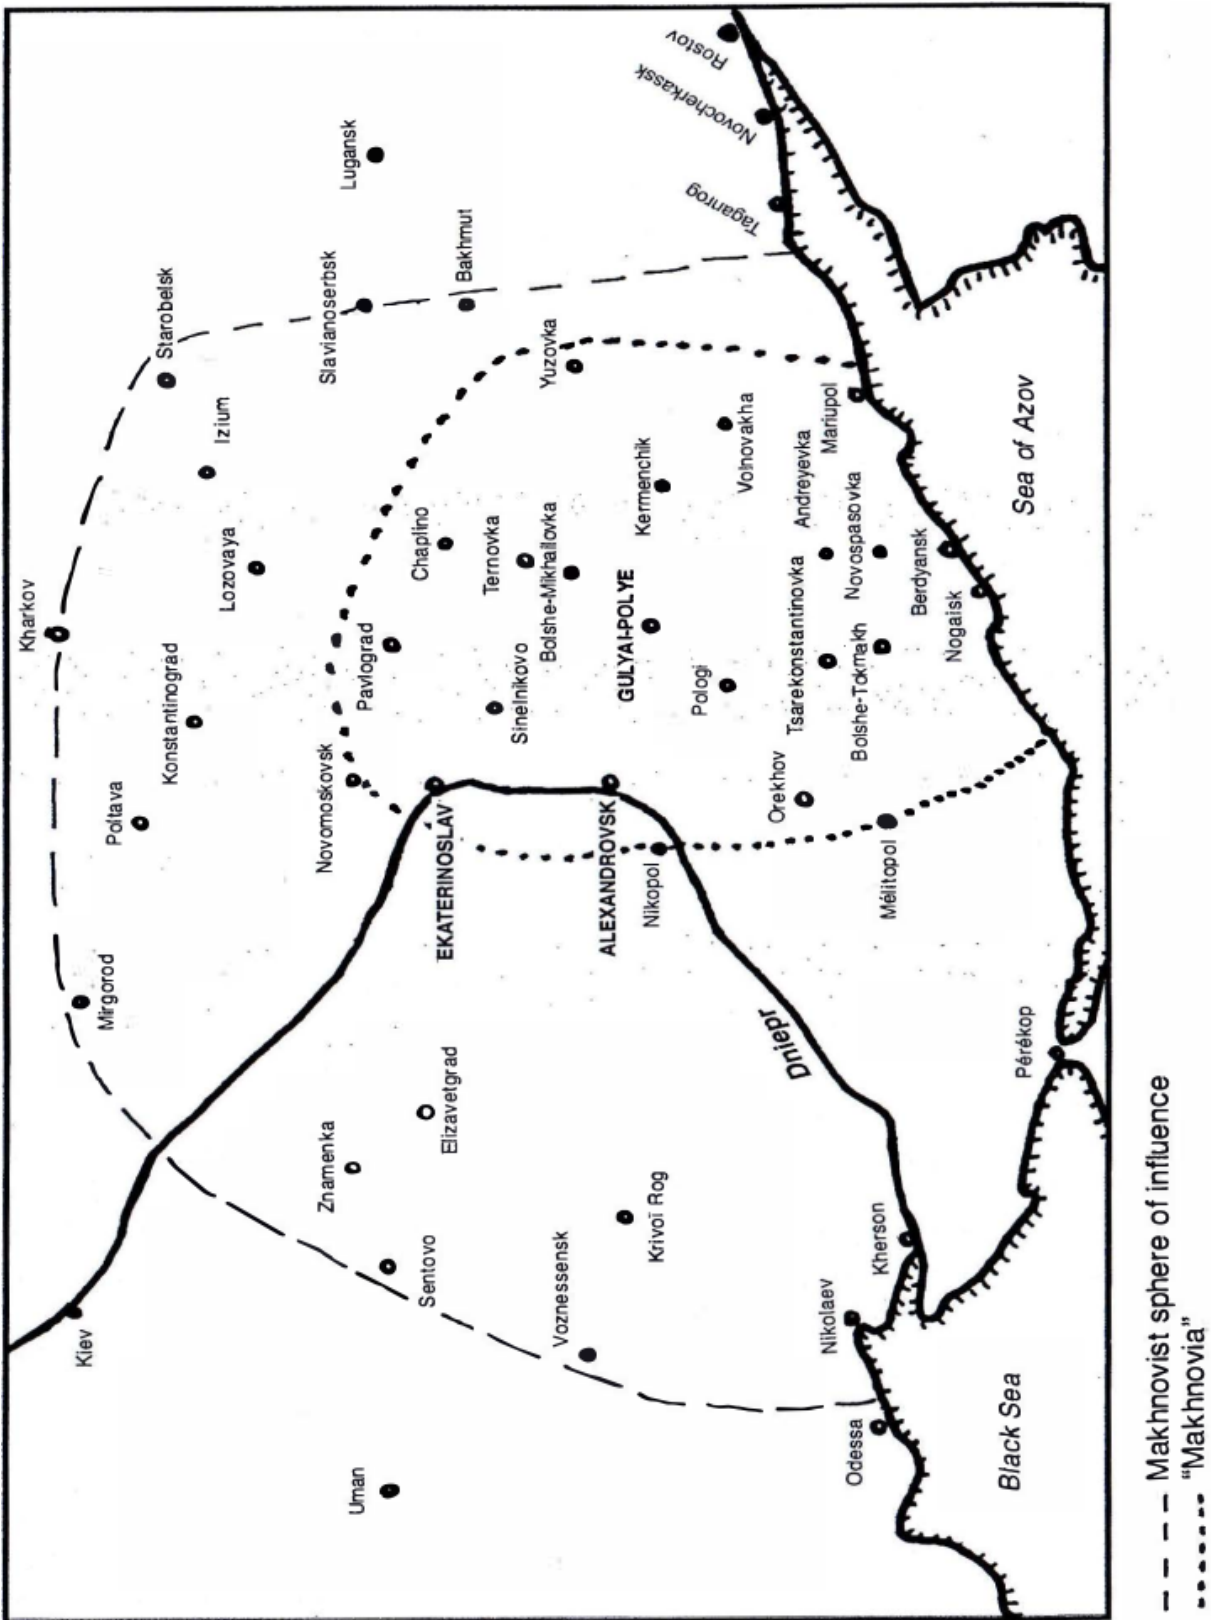 Kharkov
Starobelsk
Mirgorod
Poltava
Konstantinograd
Izium
Lozovaya
Kiev
Lugansk
Slavianoserbsk
Bakhmut
Novomoskovsk
Pavlograd
Chaplino
Znamenka
Uman
Sentovo
Elizavetgrad
EKATERINOSLAV
Sinelnikovo
Ternovka
Bolshe-Mikhailovka
Yuzovka
Voznessensk
Krivoï Rog
ALEXANDROVSK
Nikopol
GULYAI-POLYE
Kermenchik
Pologi
Volnovakha
Rostov
Novocherkassk
Taganrog
Dniepr
Orekhov
Tsarekonstantinovka
Andreyevka
Mariupol
Mélitopol
Bolshe-Tokmakh
Novospasovka
Berdyansk
Nogaisk
Nikolaev
Kherson
Odessa
Pérékop
Black Sea
Sea of Azov
Makhnovist sphere of influence
“Makhnovia”